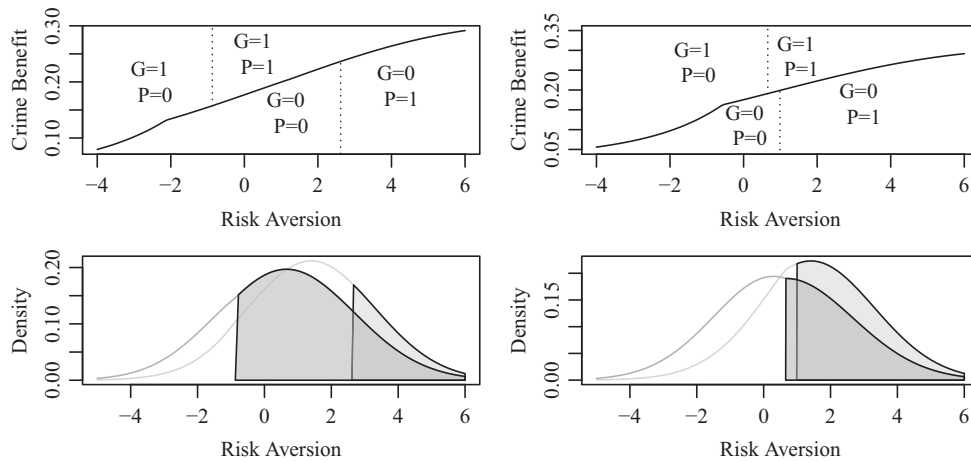 Crime Benefit
0.10
0.20
0.30
G=1
P=0
G=1
P=1
G=0
P=0
G=0
P=1
−4
−2
0
2
4
6
Risk Aversion
Crime Benefit
0.05
0.20
0.35
G=1
P=0
G=1
P=1
G=0
P=0
G=0
P=1
−4
−2
0
2
4
6
Risk Aversion
Density
0.00
0.10
0.20
−4
−2
0
2
4
6
Risk Aversion
Density
0.00
0.15
−4
−2
0
2
4
6
Risk Aversion